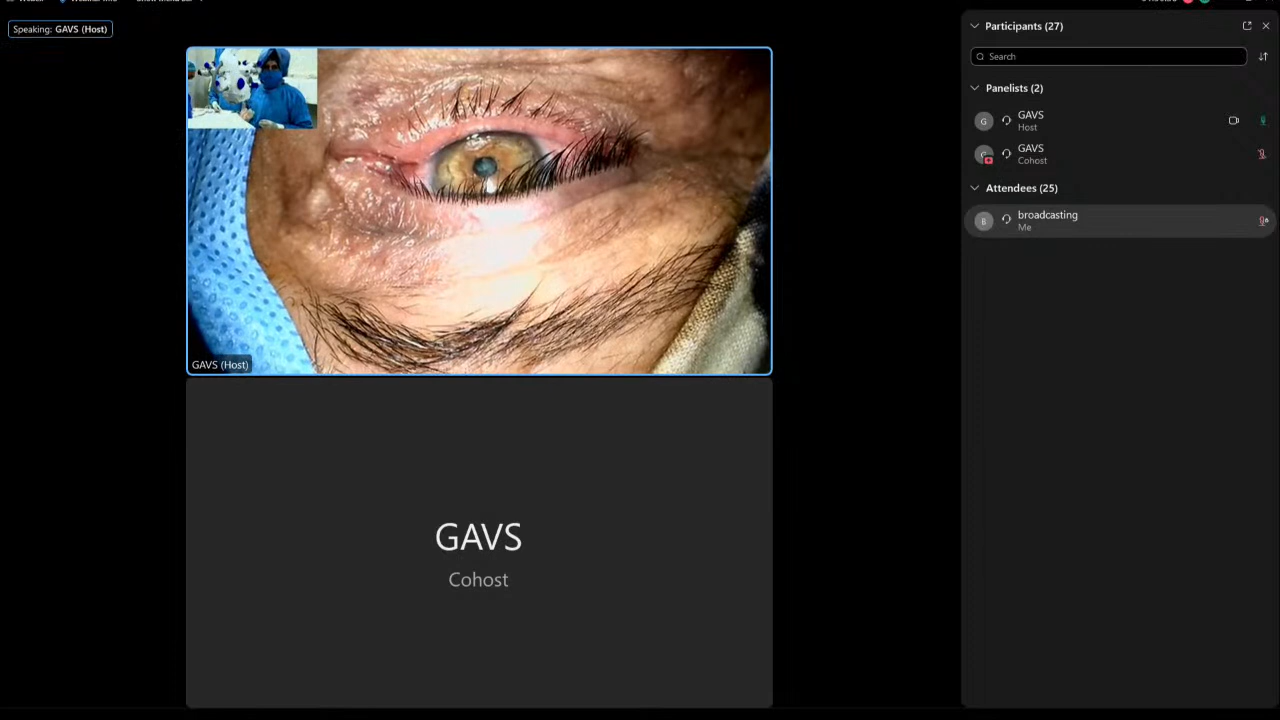 Speaking: GAVS (Host)
GAVS (Host)
GAVS
Cohost
Participants (27)
Search
Panelists (2)
G
GAVS
Host
GAVS
Cohost
Attendees (25)
B
broadcasting
Me